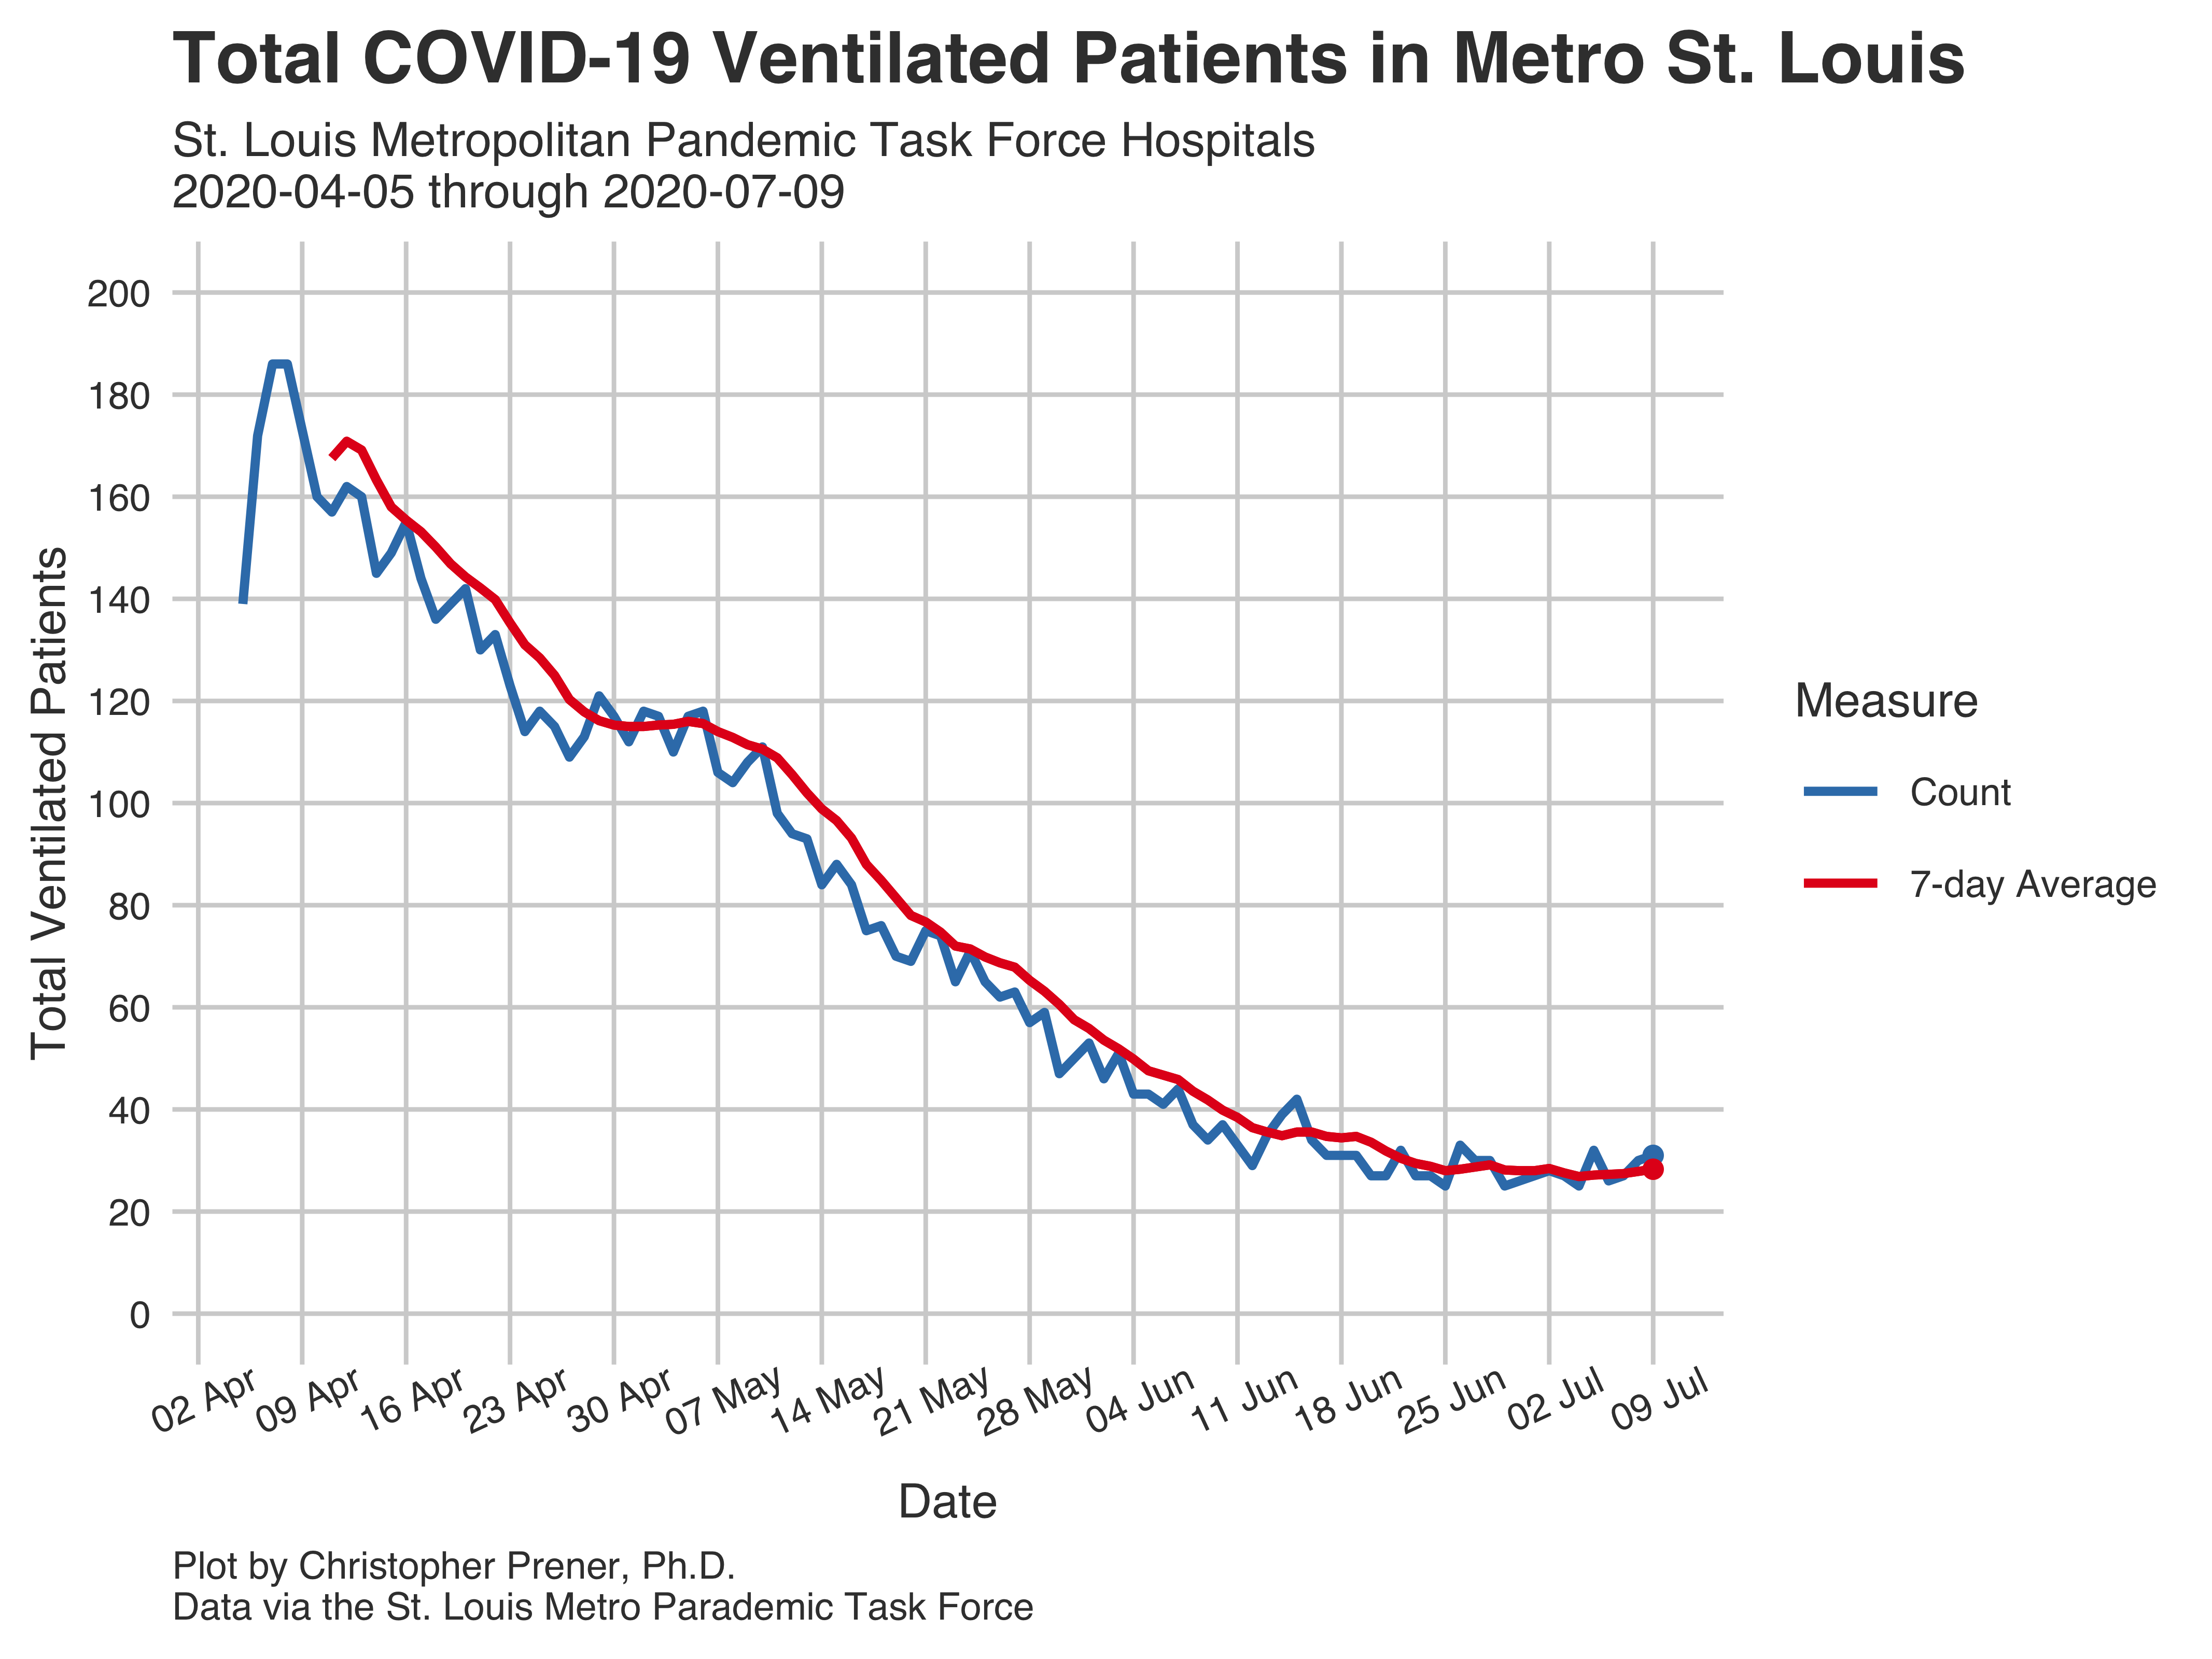 Total COVID-19 Ventilated Patients in Metro St. Louis
St. Louis Metropolitan Pandemic Task Force Hospitals
2020-04-05 through 2020-07-09
Total Ventilated Patients
200
180
160
140
120
100
80
60
40
20
0
02 Apr
09 Apr
16 Apr
23 Apr
30 Apr
07 May
14 May
21 May
28 May
04 Jun
11 Jun
18 Jun
25 Jun
02 Jul
09 Jul
Date
Measure
Count
7-day Average
Plot by Christopher Prener, Ph.D.
Data via the St. Louis Metro Parademic Task Force